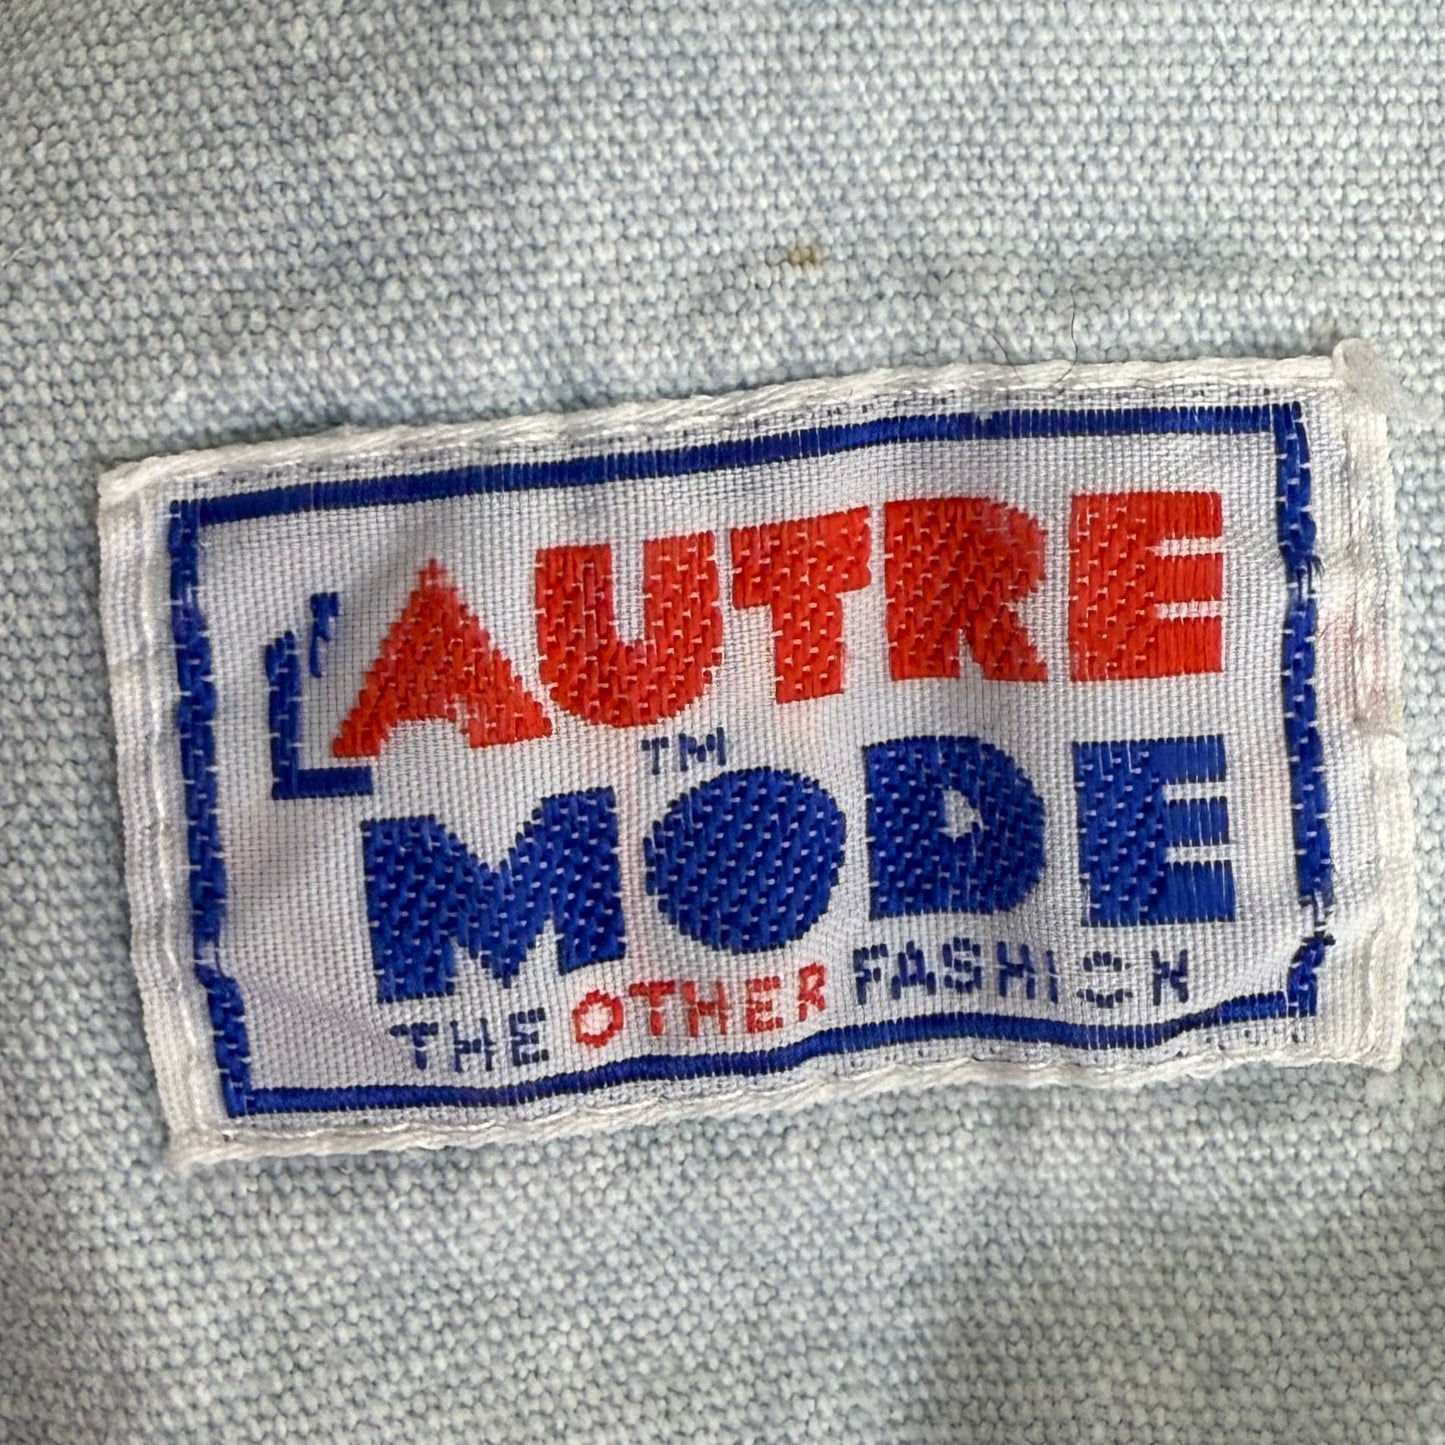 L'AUTRE
TM
MODE
THE OTHER FASHION